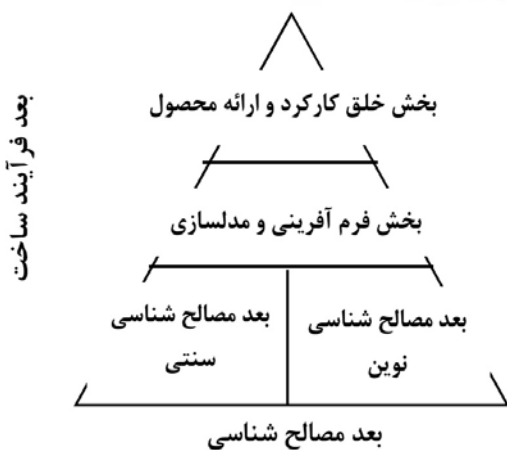 بخش خلق کارکرد و ارائه محصول
بخش فرم آفرینی و مدلسازی
بعد مصالح شناسی
نوین
بعد مصالح شناسی
سنتی
بعد مصالح شناسی
بعد فرآیند ساخت